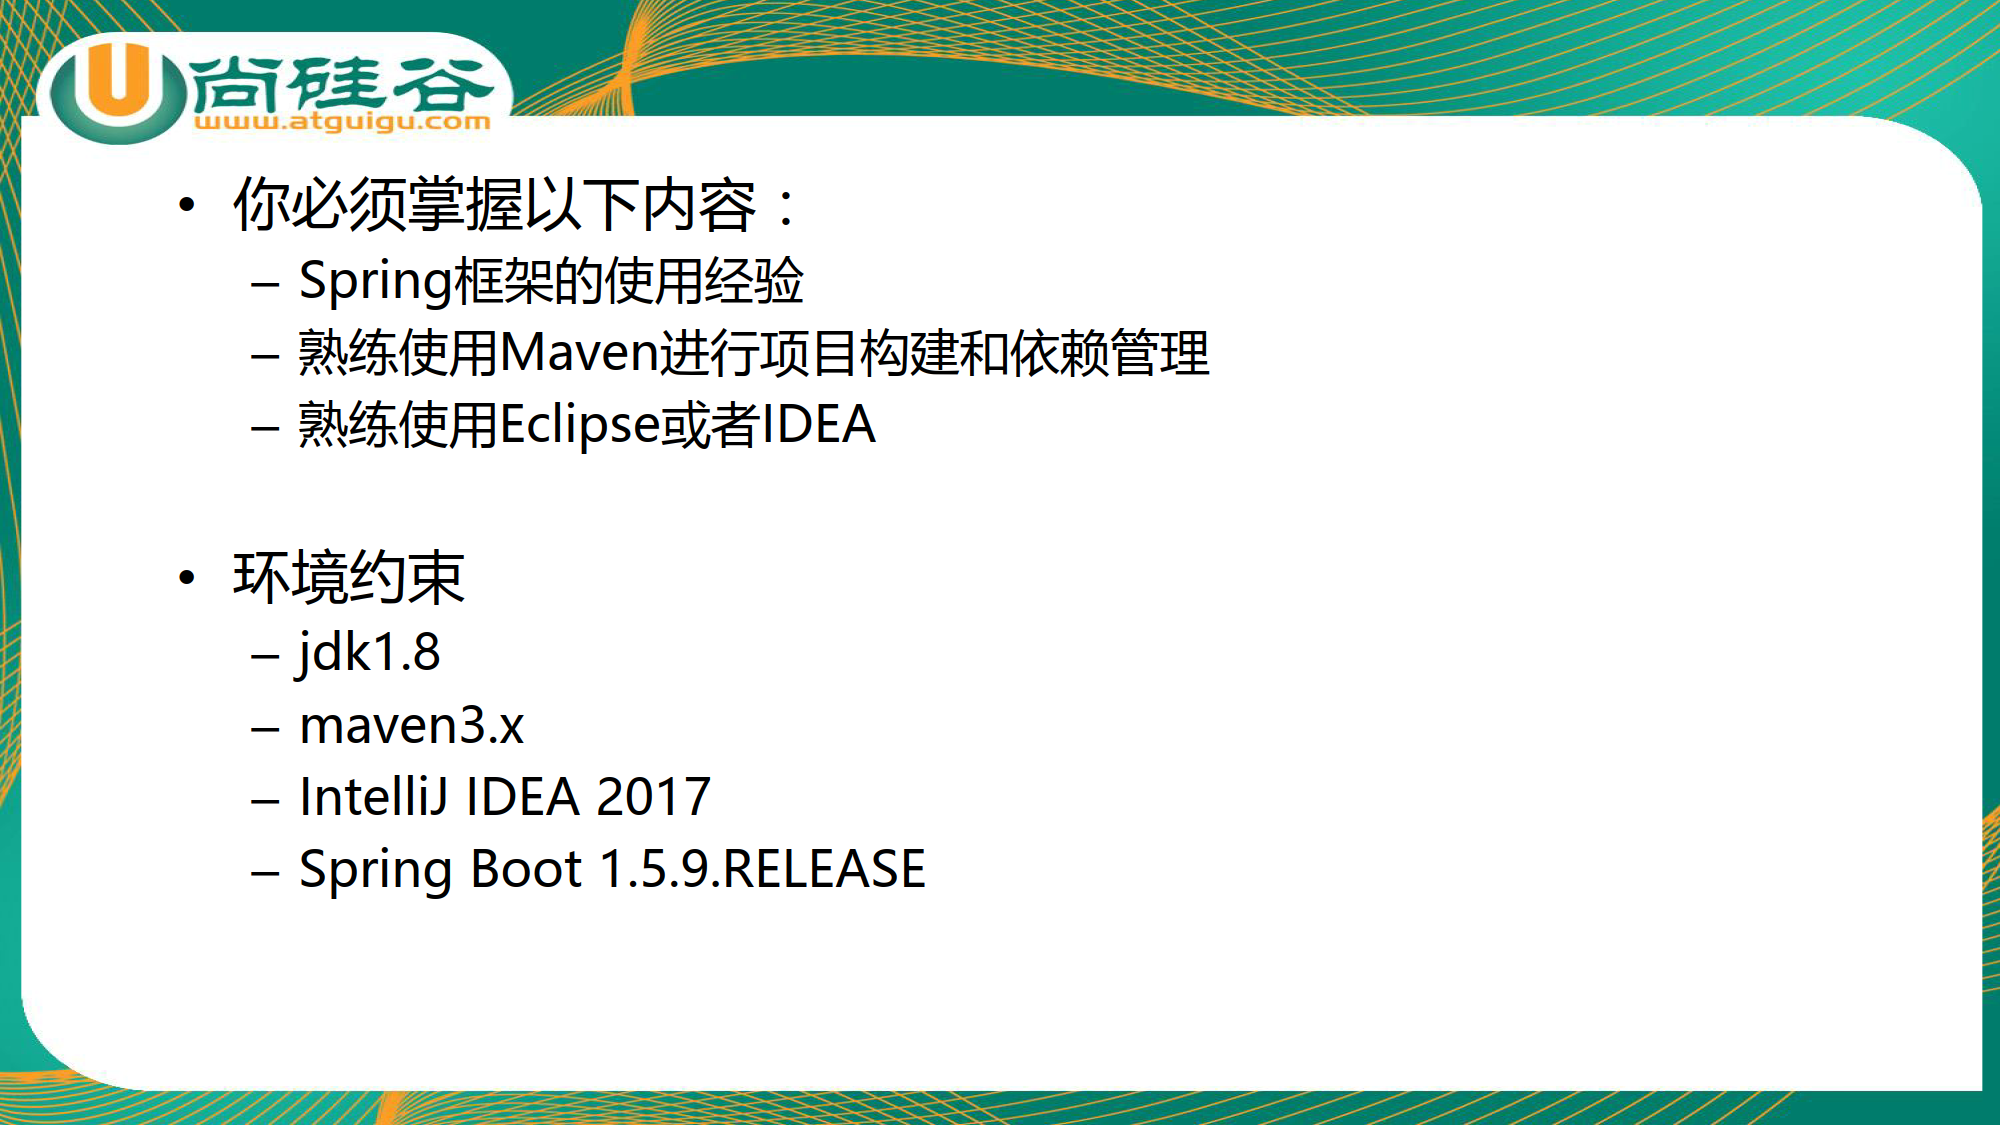 尚硅谷
www.atguigu.com
• 你必须掌握以下内容：
– Spring框架的使用经验
– 熟练使用Maven进行项目构建和依赖管理
– 熟练使用Eclipse或者IDEA
• 环境约束
– jdk1.8
– maven3.x
– IntelliJ IDEA 2017
– Spring Boot 1.5.9.RELEASE